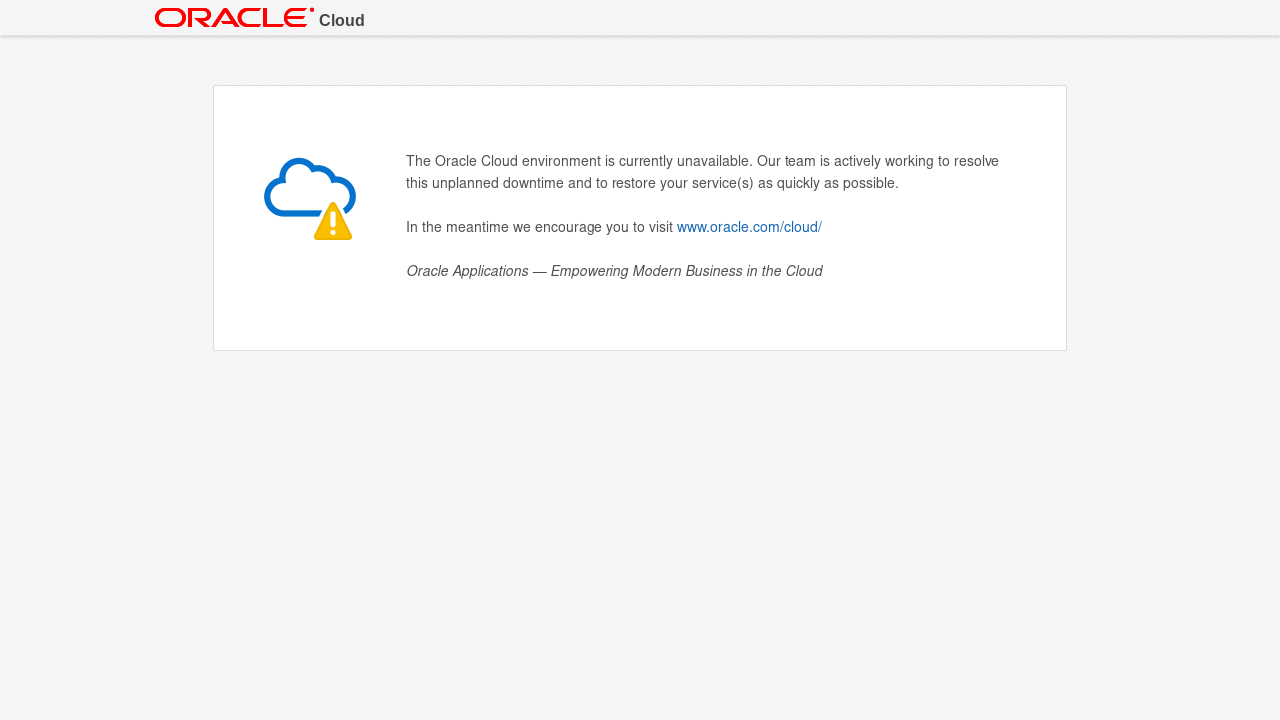 ORACLE Cloud
The Oracle Cloud environment is currently unavailable. Our team is actively working to resolve
this unplanned downtime and to restore your service(s) as quickly as possible.
In the meantime we encourage you to visit www.oracle.com/cloud/
Oracle Applications — Empowering Modern Business in the Cloud